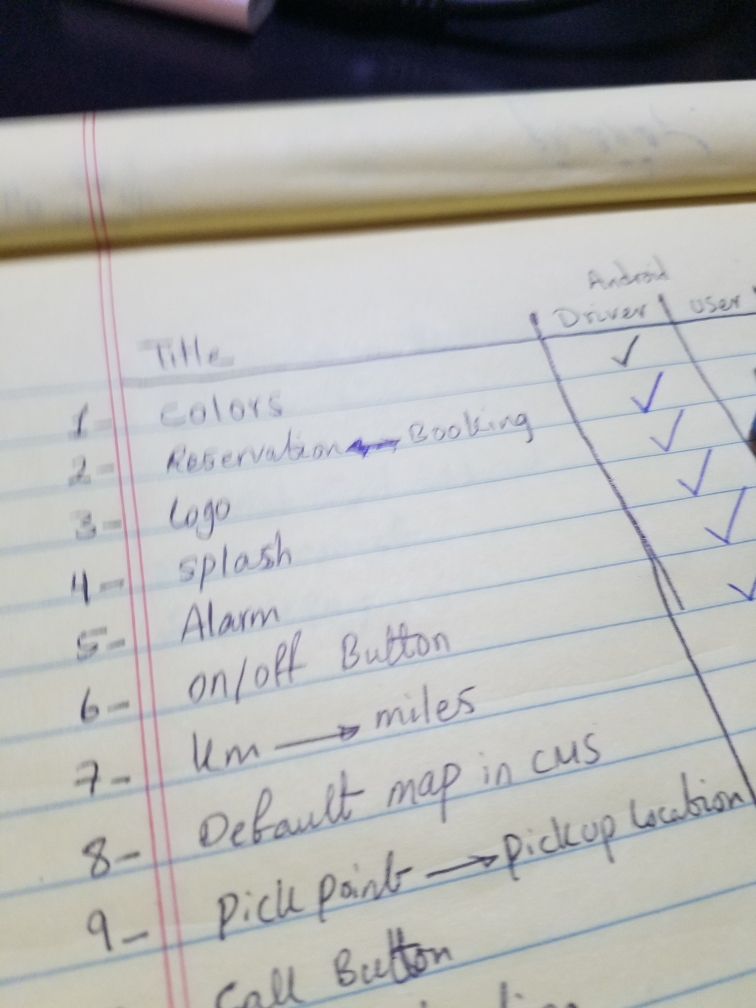 Android
Title Driver User
1- Colors
2- Reservation ← Booking
3- Logo
4- Splash
5- Alarm
6- on/off Button
7- Km → miles
8- Default map in cus
9- Pick point → Pickup location
Call Button